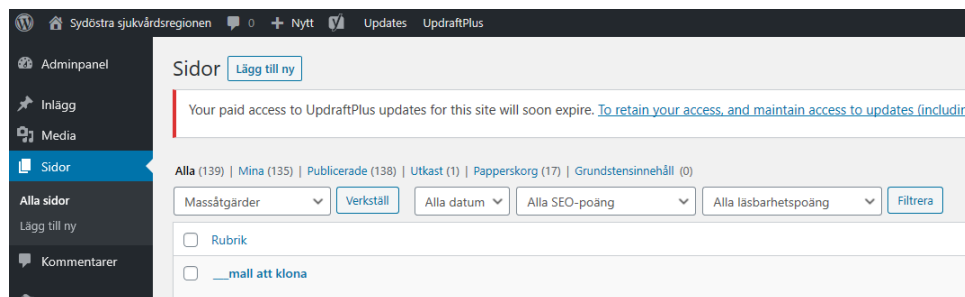 Sydöstra sjukvårdsregionen 0 + Nytt Updates UpdraftPlus
Adminpanel
Inlägg
Media
Sidor
Alla sidor
Lägg till ny
Kommentarer
Sidor Lägg till ny
Your paid access to UpdraftPlus updates for this site will soon expire. To retain your access, and maintain access to updates
Alla (139) | Mina (135) | Publicerade (138) | Utkast (1) | Papperskorg (17) | Grundstensinnehåll (0)
Massåtgärder Verkställ Alla datum Alla SEO-poäng Alla läsbarhetspoäng Filtrera
Rubrik
__mall att klona